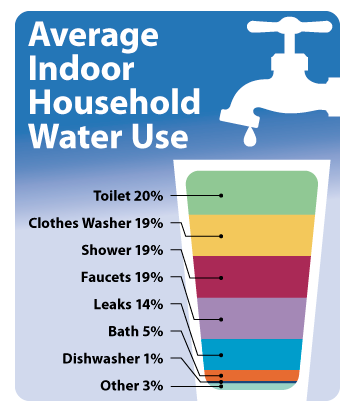 Average
Indoor
Household
Water Use
Toilet 20%
Clothes Washer 19%
Shower 19%
Faucets 19%
Leaks 14%
Bath 5%
Dishwasher 1%
Other 3%